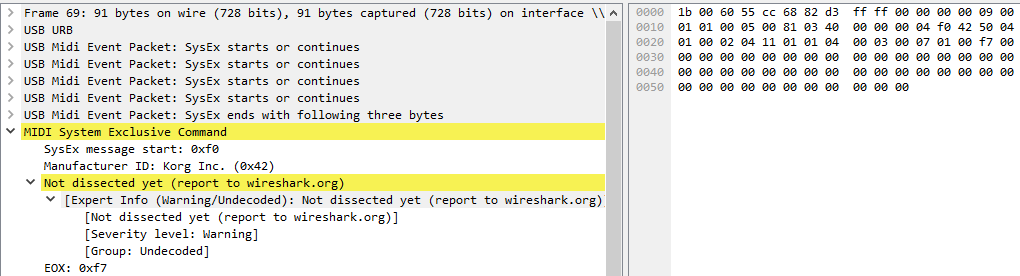 Frame 69: 91 bytes on wire (728 bits), 91 bytes captured (728 bits) on interface \\
USB URB
USB Midi Event Packet: SysEx starts or continues
USB Midi Event Packet: SysEx starts or continues
USB Midi Event Packet: SysEx starts or continues
USB Midi Event Packet: SysEx starts or continues
USB Midi Event Packet: SysEx ends with following three bytes
MIDI System Exclusive Command
SysEx message start: 0xf0
Manufacturer ID: Korg Inc. (0x42)
Not dissected yet (report to wireshark.org)
[Expert Info (Warning/Undecoded): Not dissected yet (report to wireshark.org)
[Not dissected yet (report to wireshark.org)]
[Severity level: Warning]
[Group: Undecoded]
EOX: 0xf7
0000 1b 00 60 55 cc 68 82 d3 ff ff 00 00 00 00 09 00
0010 01 01 00 05 00 81 03 40 00 00 00 04 f0 42 50 04
0020 01 00 02 04 11 01 01 04 00 03 00 07 01 00 f7 00
0030 00 00 00 00 00 00 00 00 00 00 00 00 00 00 00 00
0040 00 00 00 00 00 00 00 00 00 00 00 00 00 00 00 00
0050 00 00 00 00 00 00 00 00 00 00 00